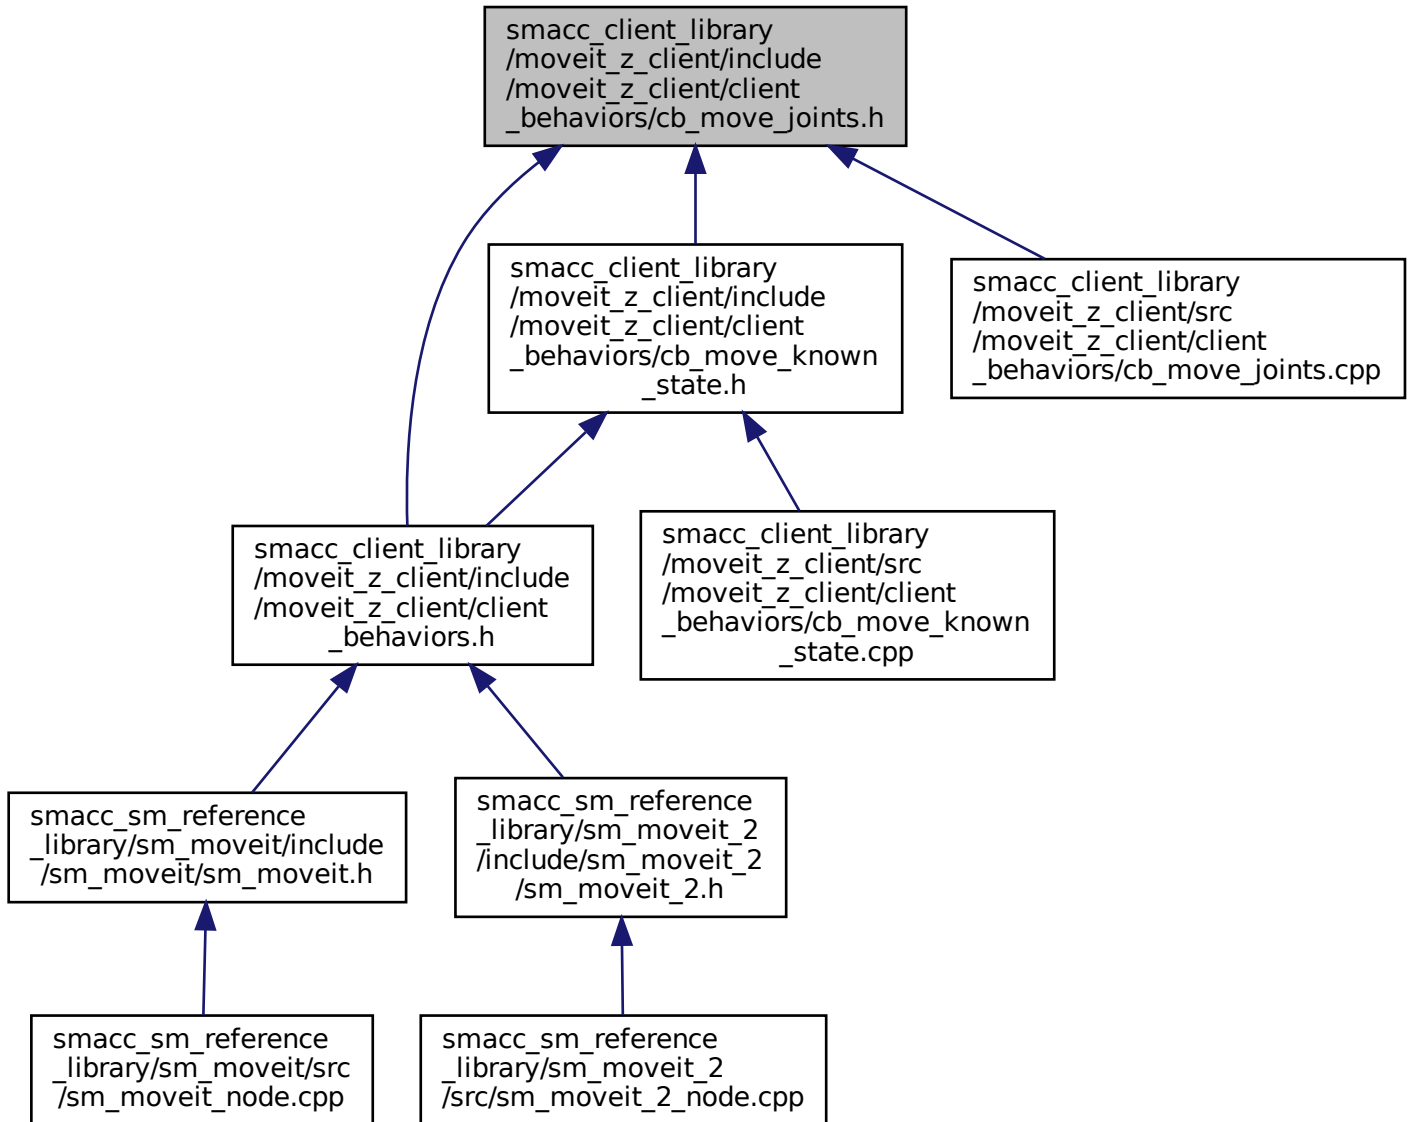 smacc_client_library
/moveit_z_client/include
/moveit_z_client/client
_behaviors/cb_move_joints.h
smacc_client_library
/moveit_z_client/include
/moveit_z_client/client
_behaviors/cb_move_known
_state.h
smacc_client_library
/moveit_z_client/src
/moveit_z_client/client
_behaviors/cb_move_joints.cpp
smacc_client_library
/moveit_z_client/include
/moveit_z_client/client
_behaviors.h
smacc_client_library
/moveit_z_client/src
/moveit_z_client/client
_behaviors/cb_move_known
_state.cpp
smacc_sm_reference
_library/sm_moveit/include
/sm_moveit/sm_moveit.h
smacc_sm_reference
_library/sm_moveit_2
/include/sm_moveit_2
/sm_moveit_2.h
smacc_sm_reference
_library/sm_moveit/src
/sm_moveit_node.cpp
smacc_sm_reference
_library/sm_moveit_2
/src/sm_moveit_2_node.cpp